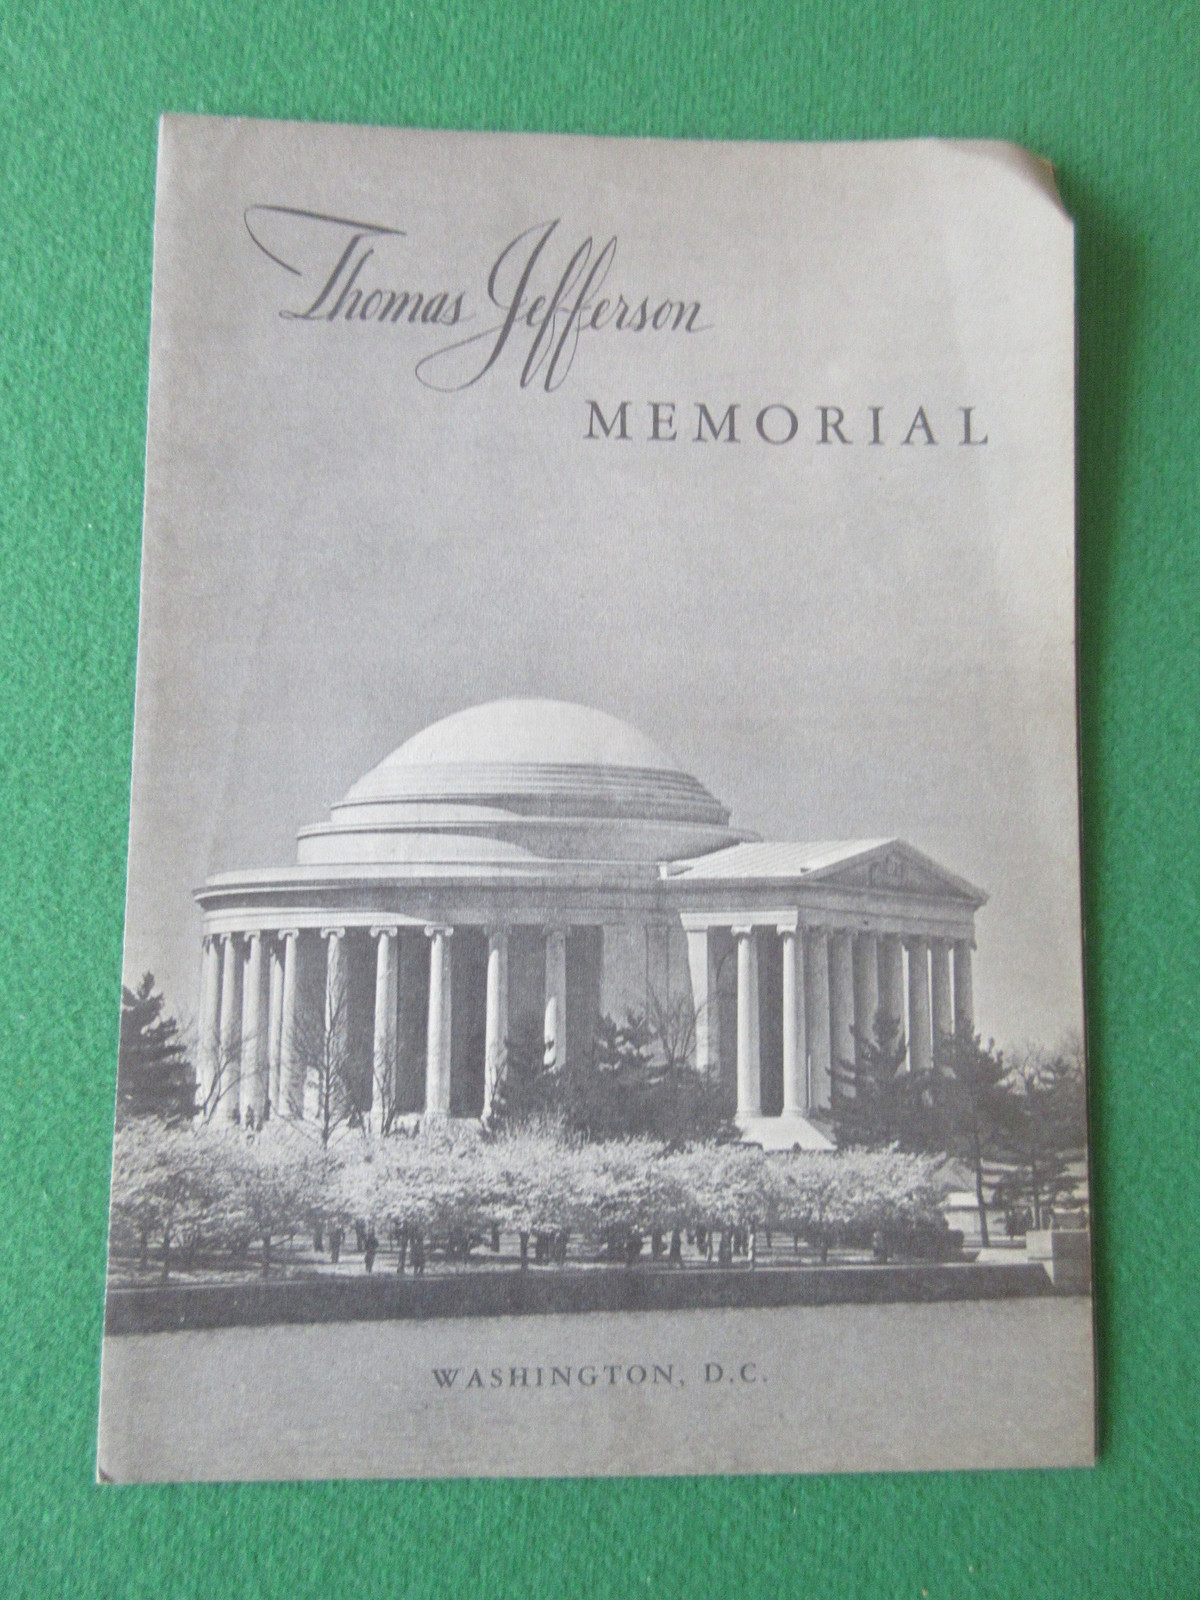 Thomas Jefferson
MEMORIAL
WASHINGTON, D.C.